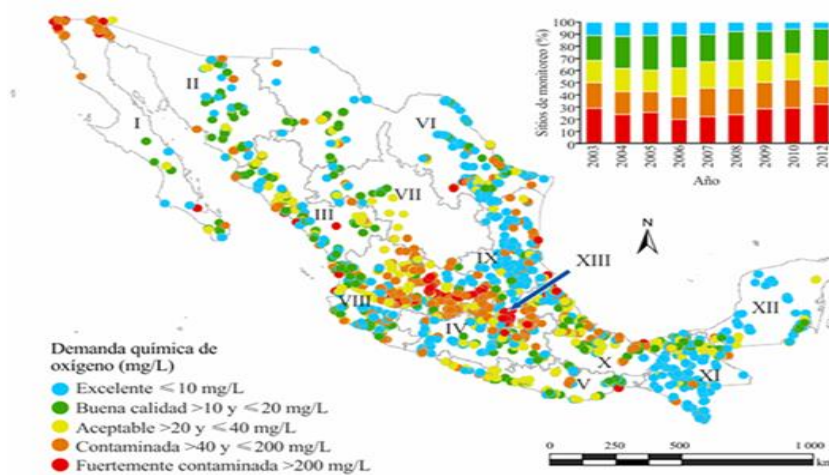 100
90
80
70
60
50
40
30
20
10
0
Sitios de monitoreo (%)
2003
2004
2005
2006
2007
2008
2009
2010
2012
Año
I
II
III
IV
V
VI
VII
VIII
IX
X
XI
XII
XIII
N
Demanda química de
oxígeno (mg/L)
Excelente ≤ 10 mg/L
Buena calidad >10 y ≤20 mg/L
Aceptable >20 y ≤40 mg/L
Contaminada >40 y ≤200 mg/L
Fuertemente contaminada >200 mg/L
0 250 500 1 000
km